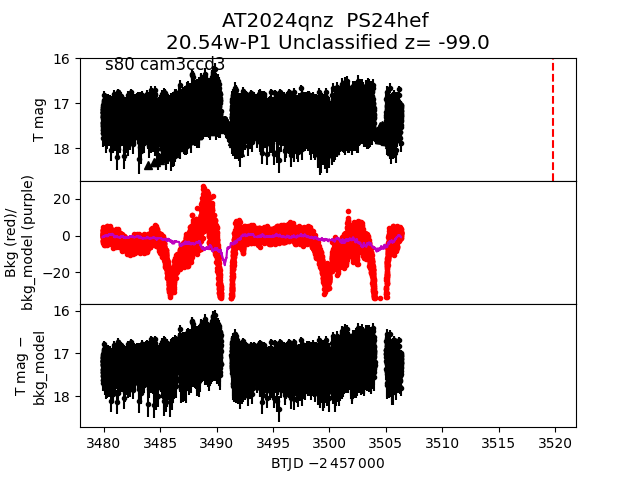 AT2024qnz  PS24hef
20.54w-P1 Unclassified z= -99.0
s80 cam3ccd3
16
17
18
T mag
20
0
−20
Bkg (red)/
bkg_model (purple)
16
17
18
T mag −
bkg_model
3480 3485 3490 3495 3500 3505 3510 3515 3520
BTJD −2 457 000